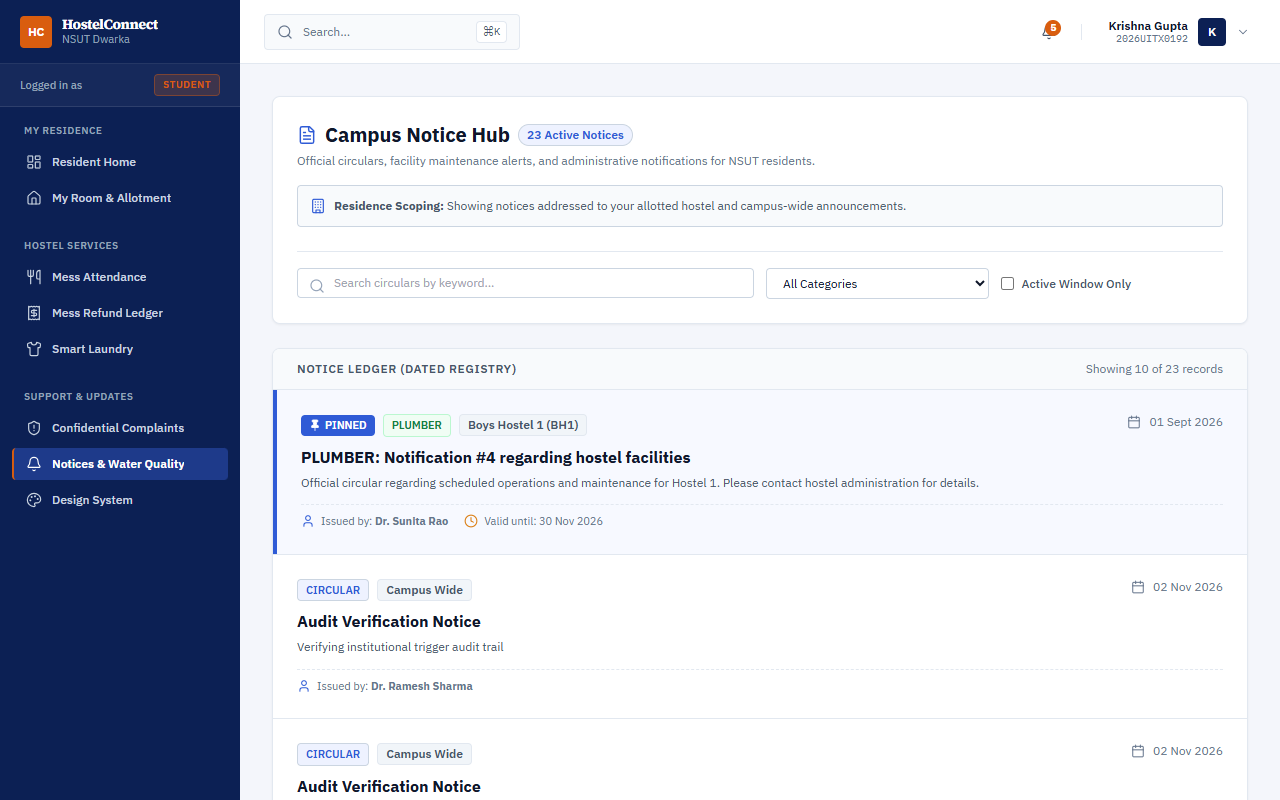 HC
HostelConnect
NSUT Dwarka
Logged in as
STUDENT
MY RESIDENCE
Resident Home
My Room & Allotment
HOSTEL SERVICES
Mess Attendance
Mess Refund Ledger
Smart Laundry
SUPPORT & UPDATES
Confidential Complaints
Notices & Water Quality
Design System
Search...
⌘K
5
Krishna Gupta
2026UITX0192
K
Campus Notice Hub
23 Active Notices
Official circulars, facility maintenance alerts, and administrative notifications for NSUT residents.
Residence Scoping: Showing notices addressed to your allotted hostel and campus-wide announcements.
Search circulars by keyword...
All Categories
Active Window Only
NOTICE LEDGER (DATED REGISTRY)
Showing 10 of 23 records
PINNED
PLUMBER
Boys Hostel 1 (BH1)
01 Sept 2026
PLUMBER: Notification #4 regarding hostel facilities
Official circular regarding scheduled operations and maintenance for Hostel 1. Please contact hostel administration for details.
Issued by: Dr. Sunita Rao
Valid until: 30 Nov 2026
CIRCULAR
Campus Wide
02 Nov 2026
Audit Verification Notice
Verifying institutional trigger audit trail
Issued by: Dr. Ramesh Sharma
CIRCULAR
Campus Wide
02 Nov 2026
Audit Verification Notice